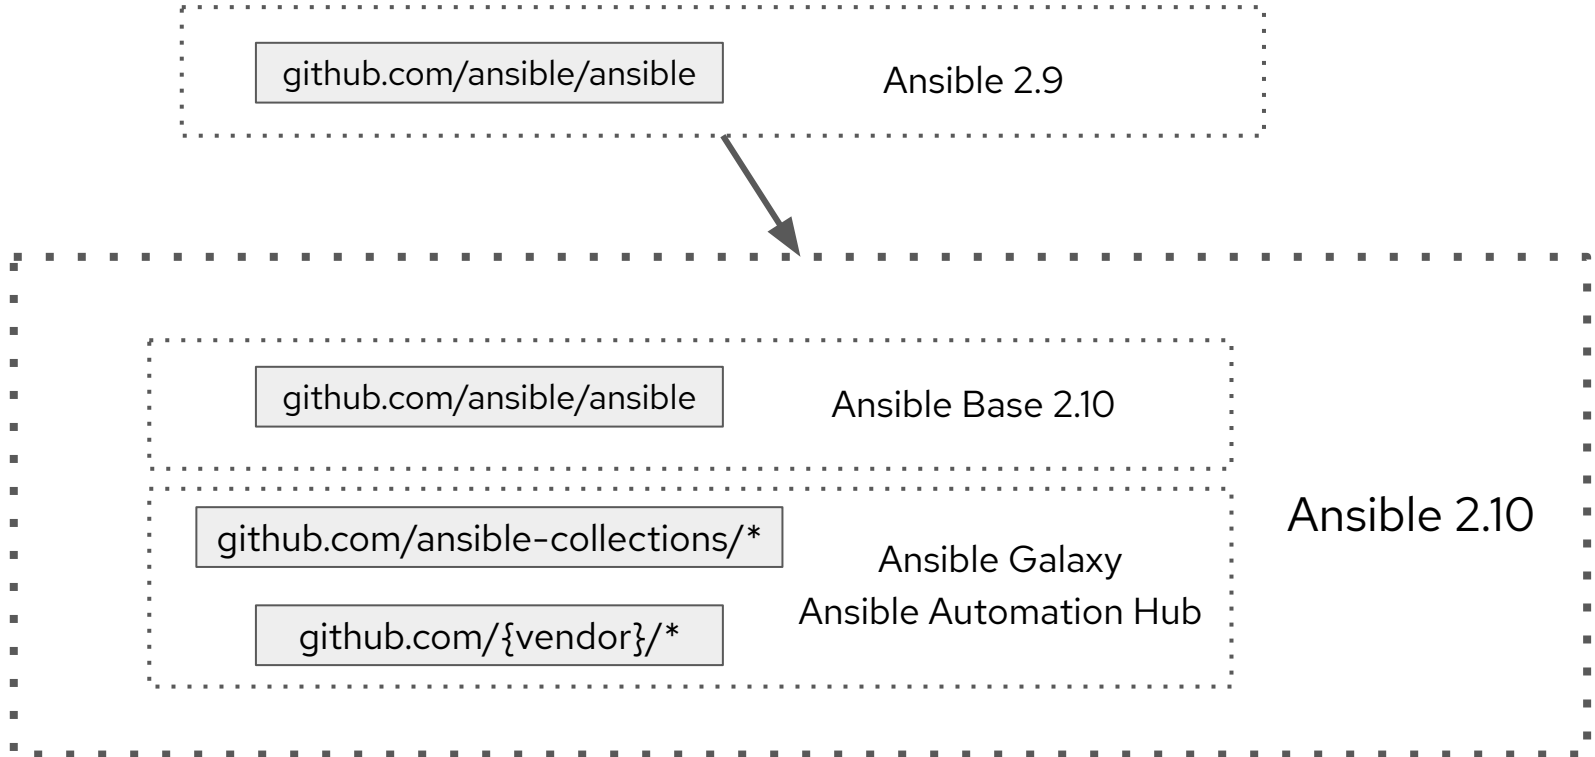 github.com/ansible/ansible
Ansible 2.9
github.com/ansible/ansible
Ansible Base 2.10
github.com/ansible-collections/*
github.com/{vendor}/*
Ansible Galaxy
Ansible Automation Hub
Ansible 2.10